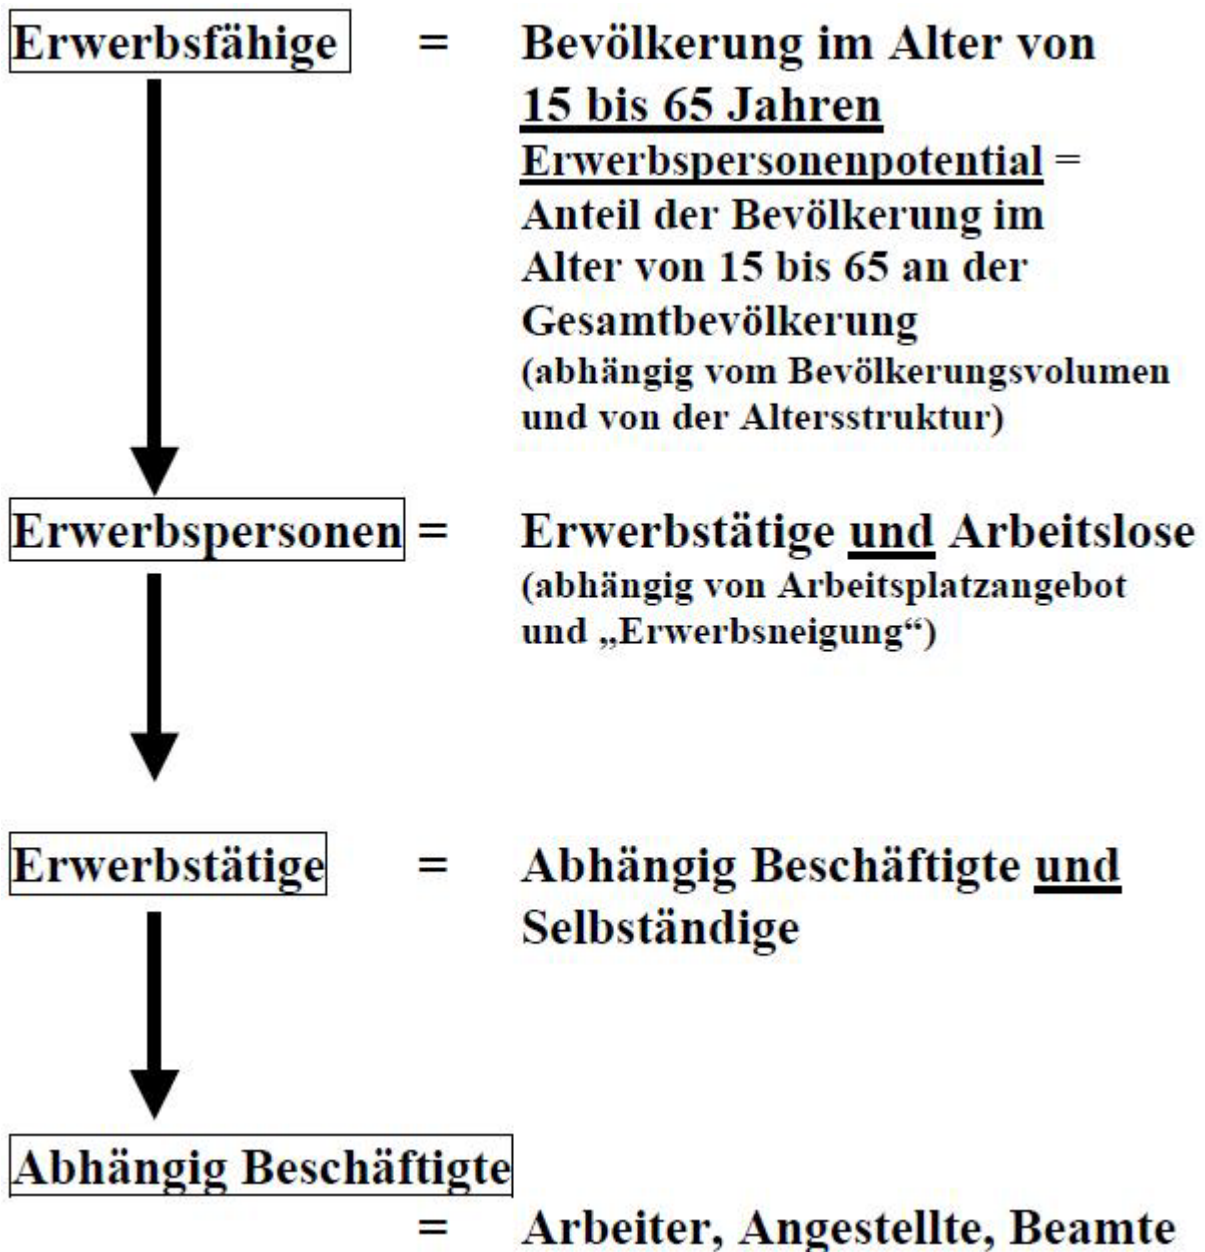 Erwerbsfähige = Bevölkerung im Alter von
15 bis 65 Jahren
Erwerbspersonenpotential =
Anteil der Bevölkerung im
Alter von 15 bis 65 an der
Gesamtbevölkerung
(abhängig vom Bevölkerungsvolumen
und von der Altersstruktur)
Erwerbspersonen = Erwerbstätige und Arbeitslose
(abhängig von Arbeitsplatzangebot
und „Erwerbsneigung“)
Erwerbstätige = Abhängig Beschäftigte und
Selbständige
Abhängig Beschäftigte
= Arbeiter, Angestellte, Beamte